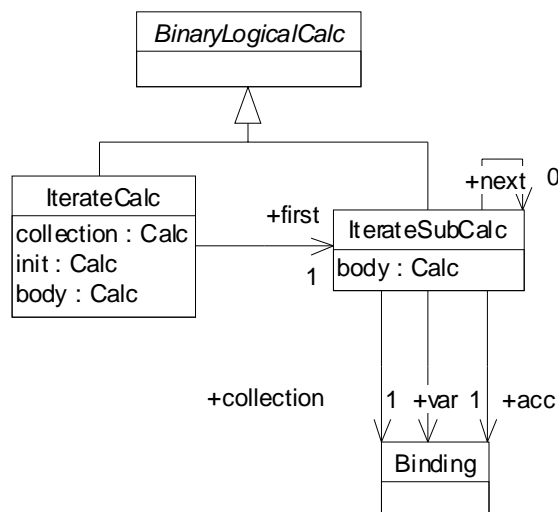 BinaryLogicalCalc
IterateCalc
collection : Calc
init : Calc
body : Calc
+first
1
+next
0
IterateSubCalc
body : Calc
+collection
1
+var
1
+acc
Binding